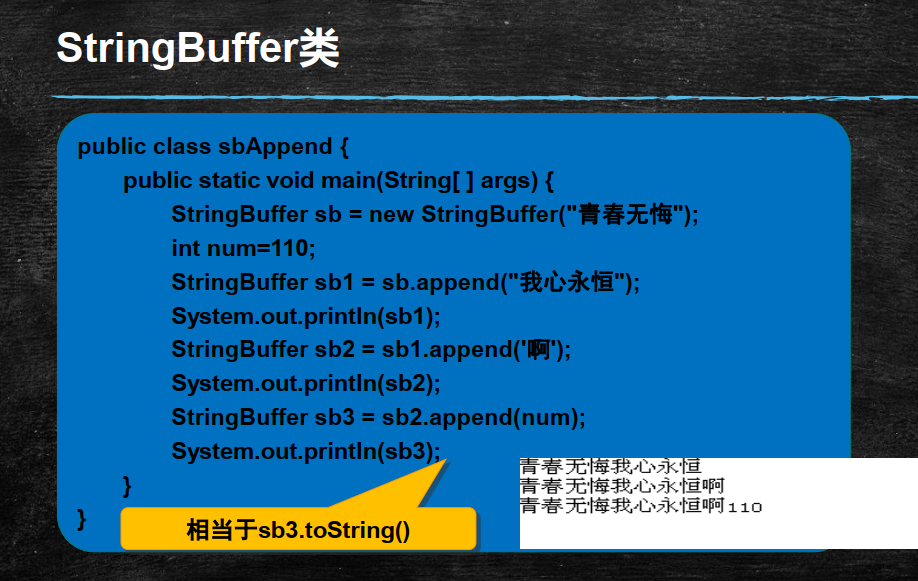 StringBuffer类
public class sbAppend {
public static void main(String[ ] args) {
StringBuffer sb = new StringBuffer("青春无悔");
int num=110;
StringBuffer sb1 = sb.append("我心永恒");
System.out.println(sb1);
StringBuffer sb2 = sb1.append('啊');
System.out.println(sb2);
StringBuffer sb3 = sb2.append(num);
System.out.println(sb3);
}
}
相当于sb3.toString()
青春无悔我心永恒
青春无悔我心永恒啊
青春无悔我心永恒啊110